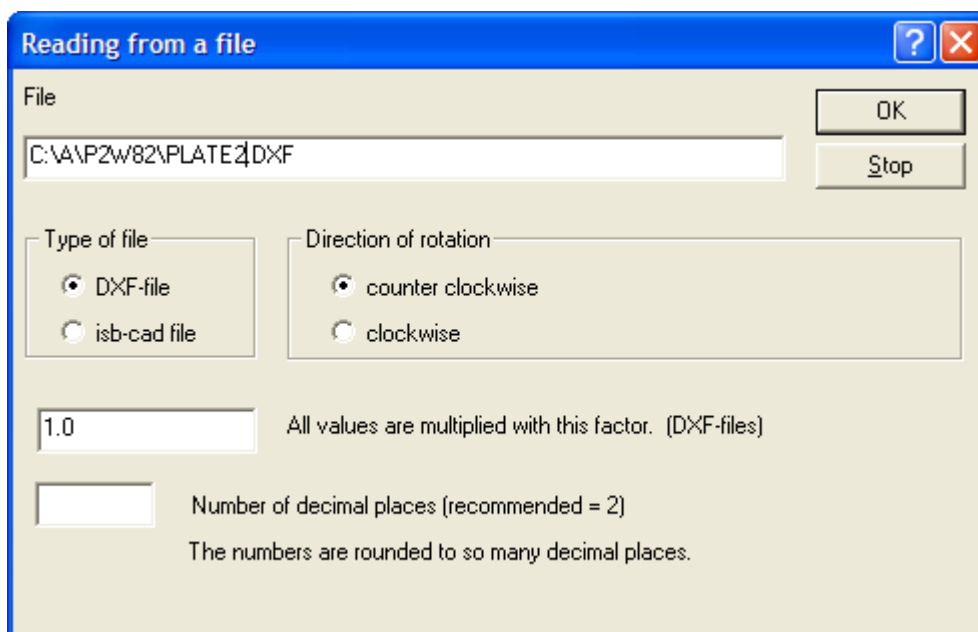 Reading from a file
File
OK
C:\A\P2W82\PLATE2.DXF
Stop
Type of file
Direction of rotation
DXF-file
counter clockwise
isb-cad file
clockwise
1.0
All values are multiplied with this factor. (DXF-files)
Number of decimal places (recommended = 2)
The numbers are rounded to so many decimal places.